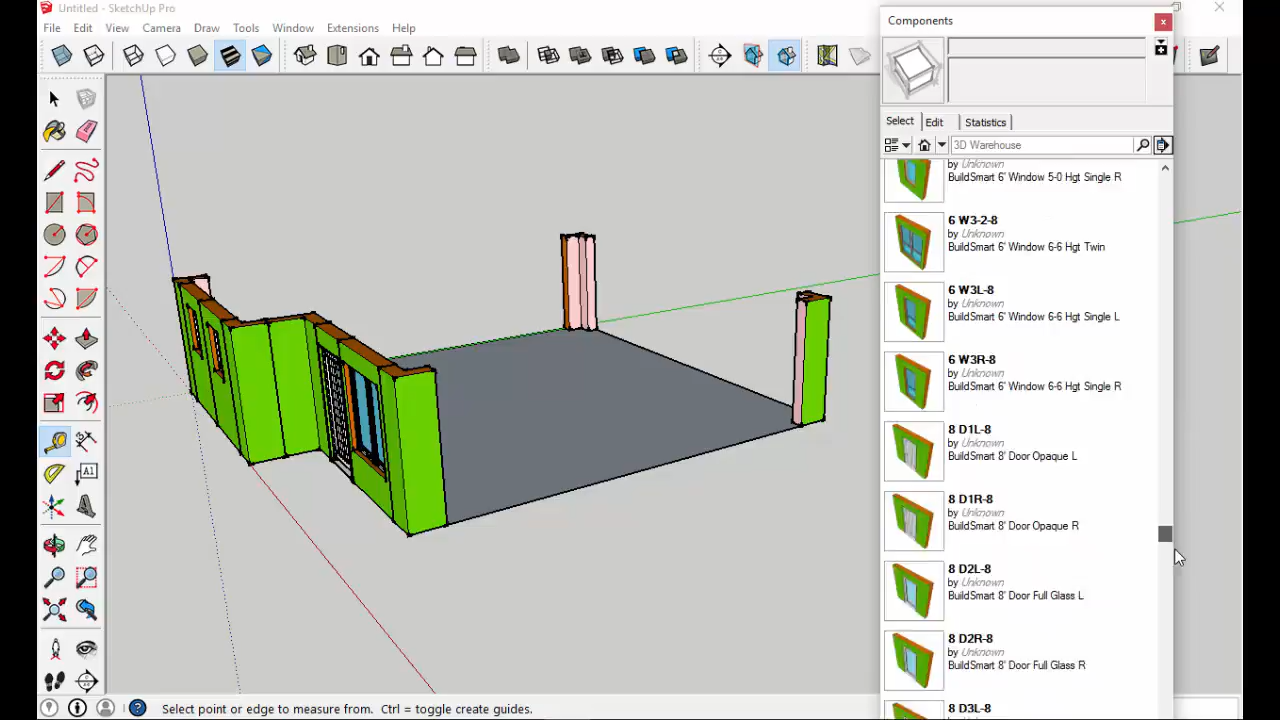 Untitled - SketchUp Pro
File Edit View Camera Draw Tools Window Extensions Help
Components
Select Edit Statistics
3D Warehouse
by Unknown
BuildSmart 6' Window 5-0 Hgt Single R
6 W3-2-8
by Unknown
BuildSmart 6' Window 6-6 Hgt Twin
6 W3L-8
by Unknown
BuildSmart 6' Window 6-6 Hgt Single L
6 W3R-8
by Unknown
BuildSmart 6' Window 6-6 Hgt Single R
8 D1L-8
by Unknown
BuildSmart 8' Door Opaque L
8 D1R-8
by Unknown
BuildSmart 8' Door Opaque R
8 D2L-8
by Unknown
BuildSmart 8' Door Full Glass L
8 D2R-8
by Unknown
BuildSmart 8' Door Full Glass R
8 D3L-8
A1
Select point or edge to measure from. Ctrl = toggle create guides.